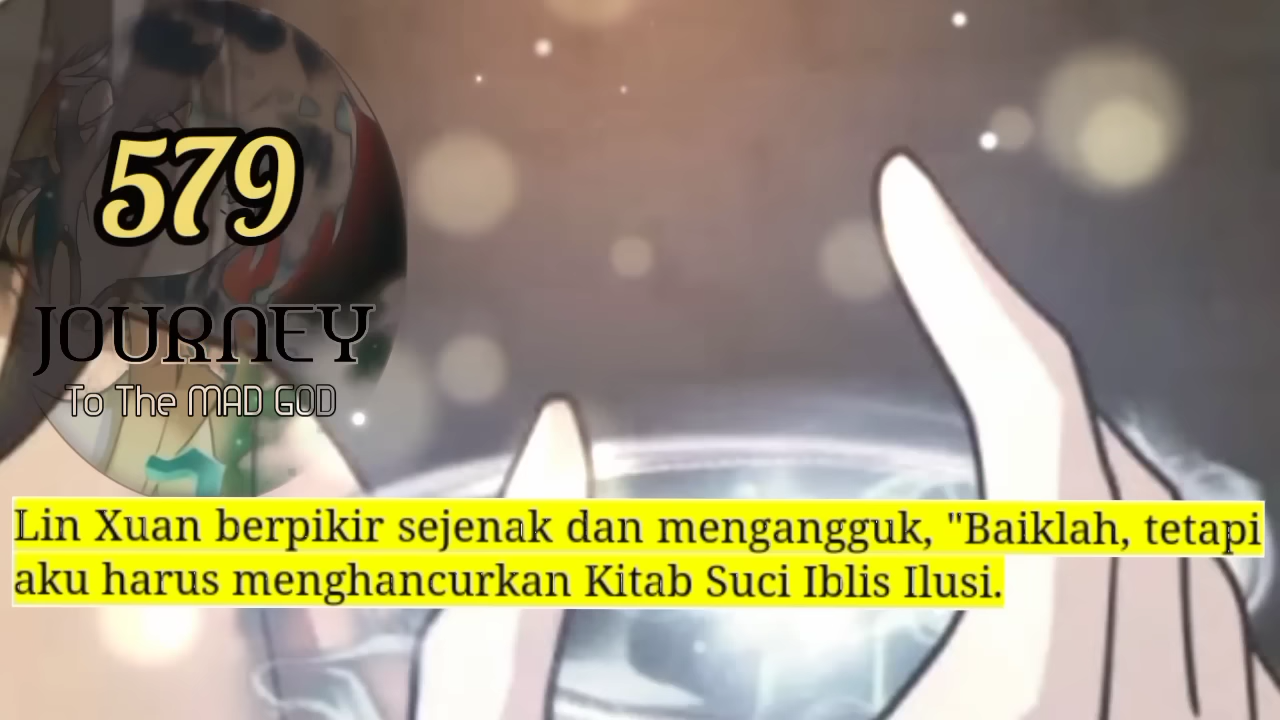 579
JOURNEY
To The MAD GOD
Lin Xuan berpikir sejenak dan mengangguk, "Baiklah, tetapi
aku harus menghancurkan Kitab Suci Iblis Ilusi.